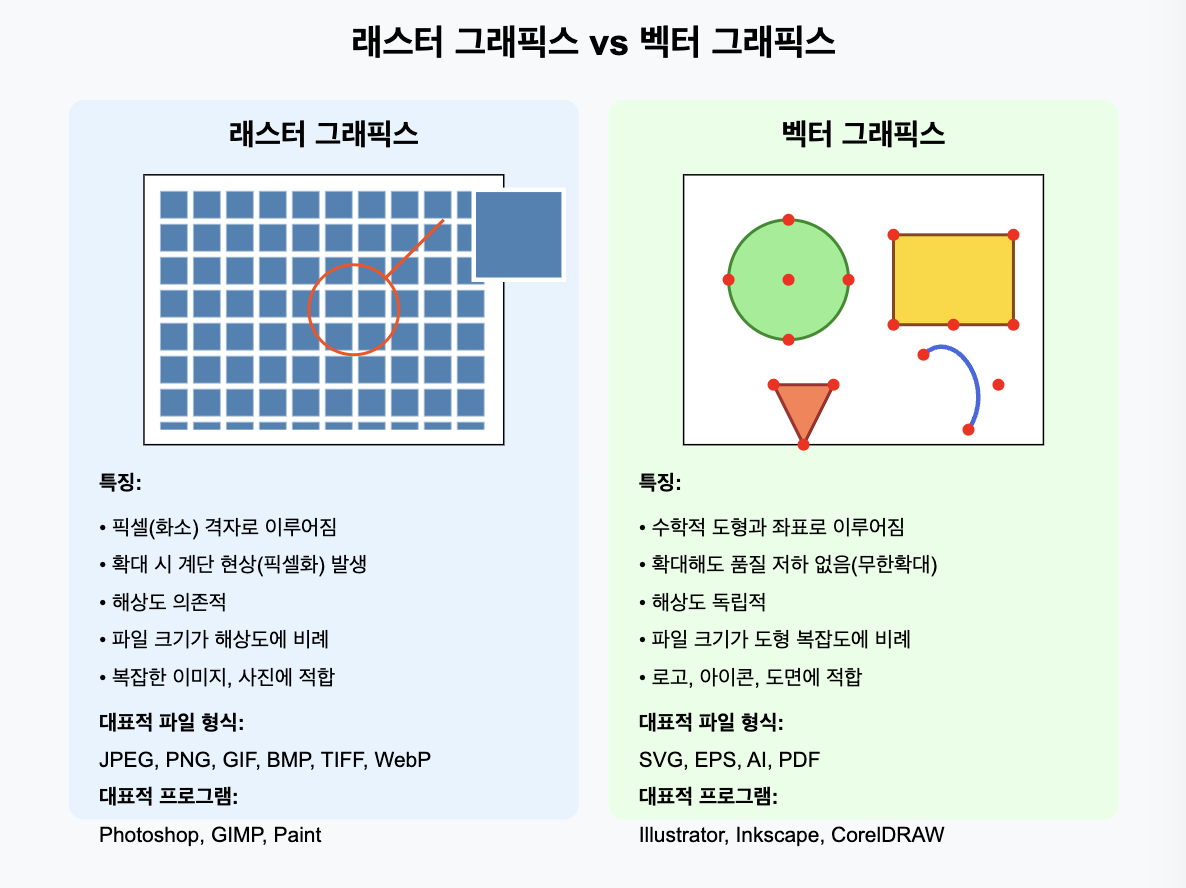 래스터 그래픽스 vs 벡터 그래픽스
래스터 그래픽스
특징:
• 픽셀(화소) 격자로 이루어짐
• 확대 시 계단 현상(픽셀화) 발생
• 해상도 의존적
• 파일 크기가 해상도에 비례
• 복잡한 이미지, 사진에 적합
대표적 파일 형식:
JPEG, PNG, GIF, BMP, TIFF, WebP
대표적 프로그램:
Photoshop, GIMP, Paint
벡터 그래픽스
특징:
• 수학적 도형과 좌표로 이루어짐
• 확대해도 품질 저하 없음(무한확대)
• 해상도 독립적
• 파일 크기가 도형 복잡도에 비례
• 로고, 아이콘, 도면에 적합
대표적 파일 형식:
SVG, EPS, AI, PDF
대표적 프로그램:
Illustrator, Inkscape, CorelDRAW